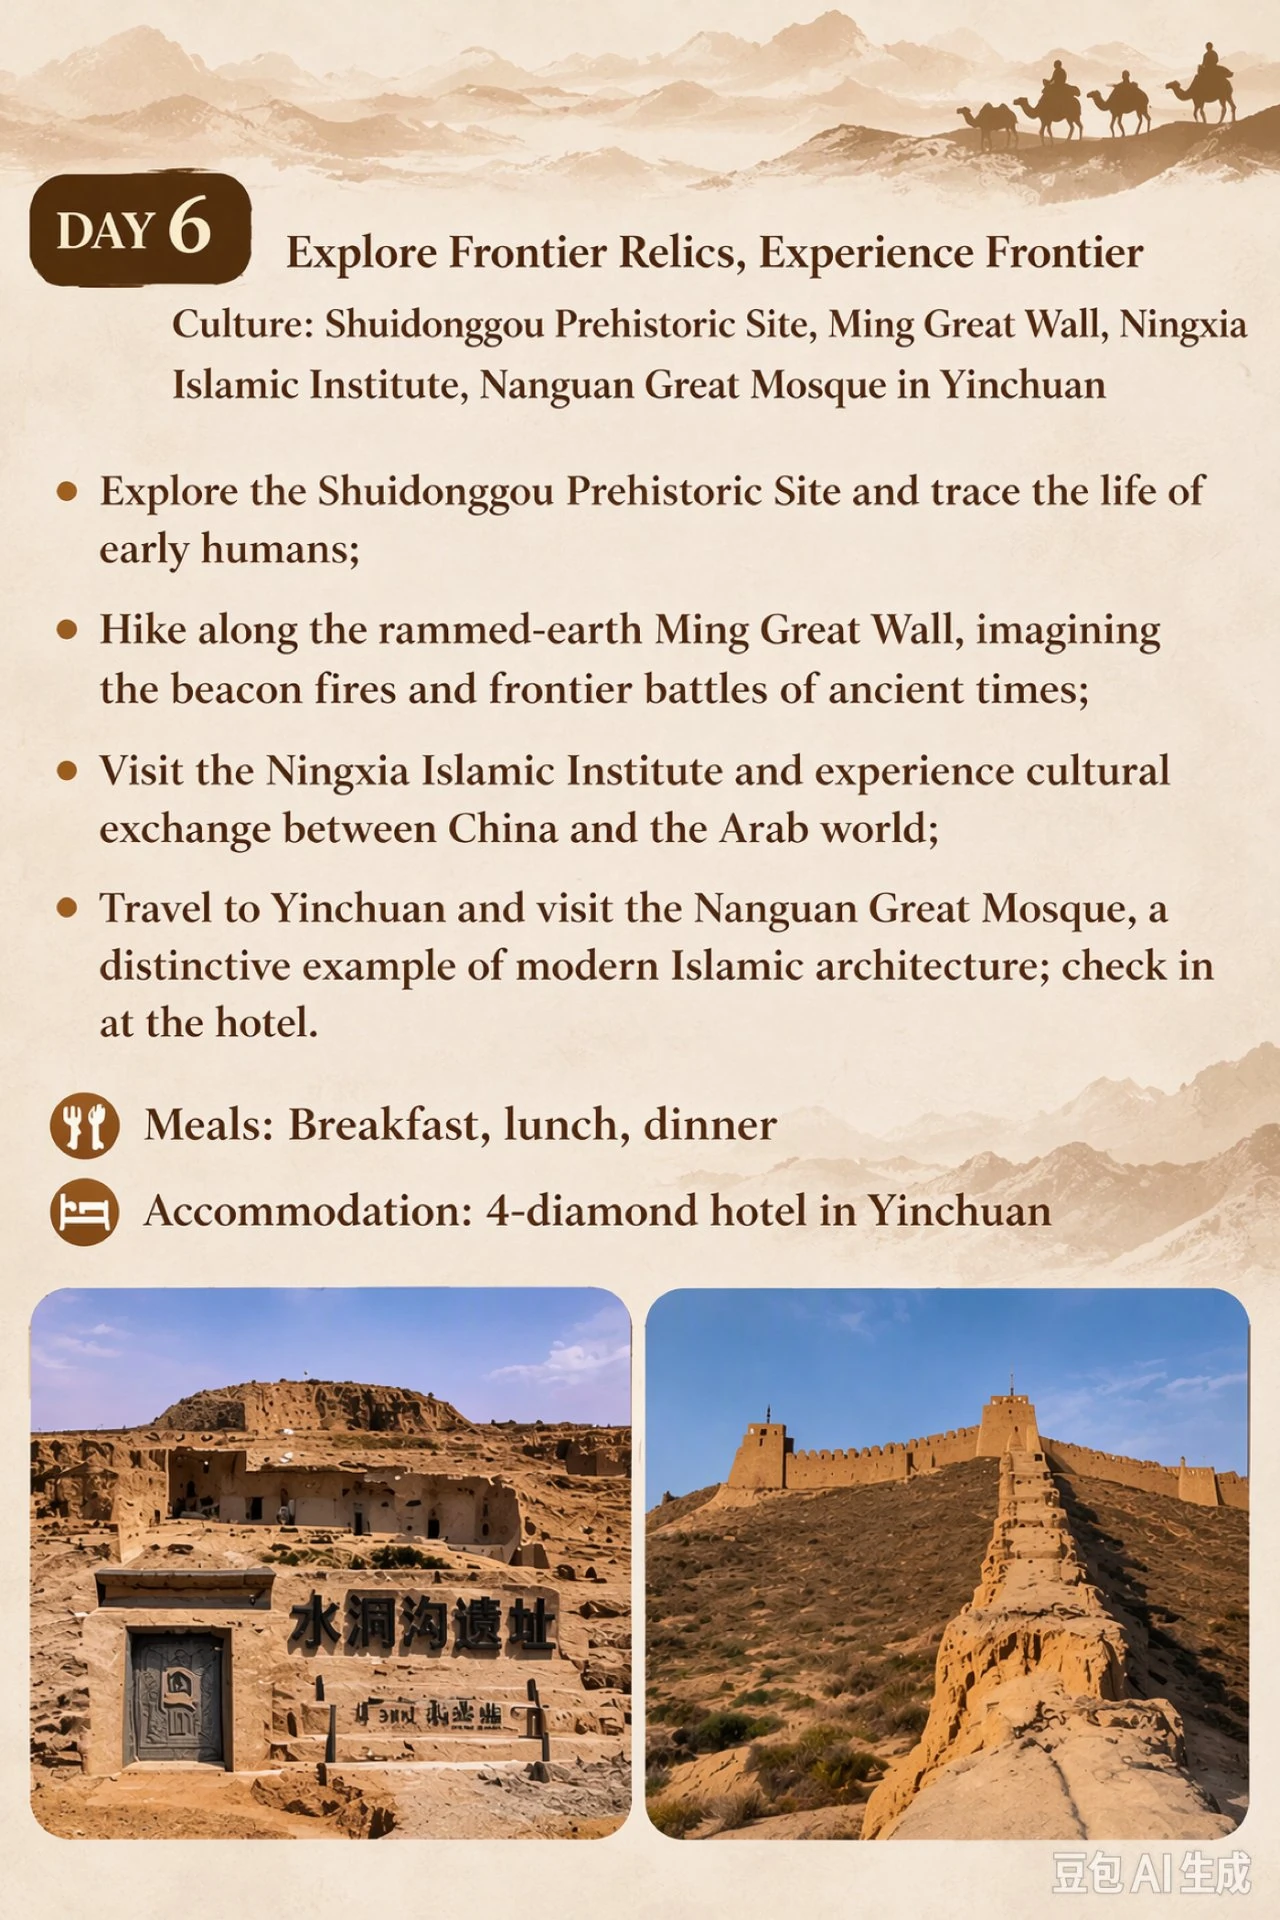 DAY 6
Explore Frontier Relics, Experience Frontier
Culture: Shuidonggou Prehistoric Site, Ming Great Wall, Ningxia
Islamic Institute, Nanguan Great Mosque in Yinchuan
Explore the Shuidonggou Prehistoric Site and trace the life of
early humans;
Hike along the rammed-earth Ming Great Wall, imagining
the beacon fires and frontier battles of ancient times;
Visit the Ningxia Islamic Institute and experience cultural
exchange between China and the Arab world;
Travel to Yinchuan and visit the Nanguan Great Mosque, a
distinctive example of modern Islamic architecture; check in
at the hotel.
Meals: Breakfast, lunch, dinner
Accommodation: 4-diamond hotel in Yinchuan
水洞沟遗址
豆包AI生成